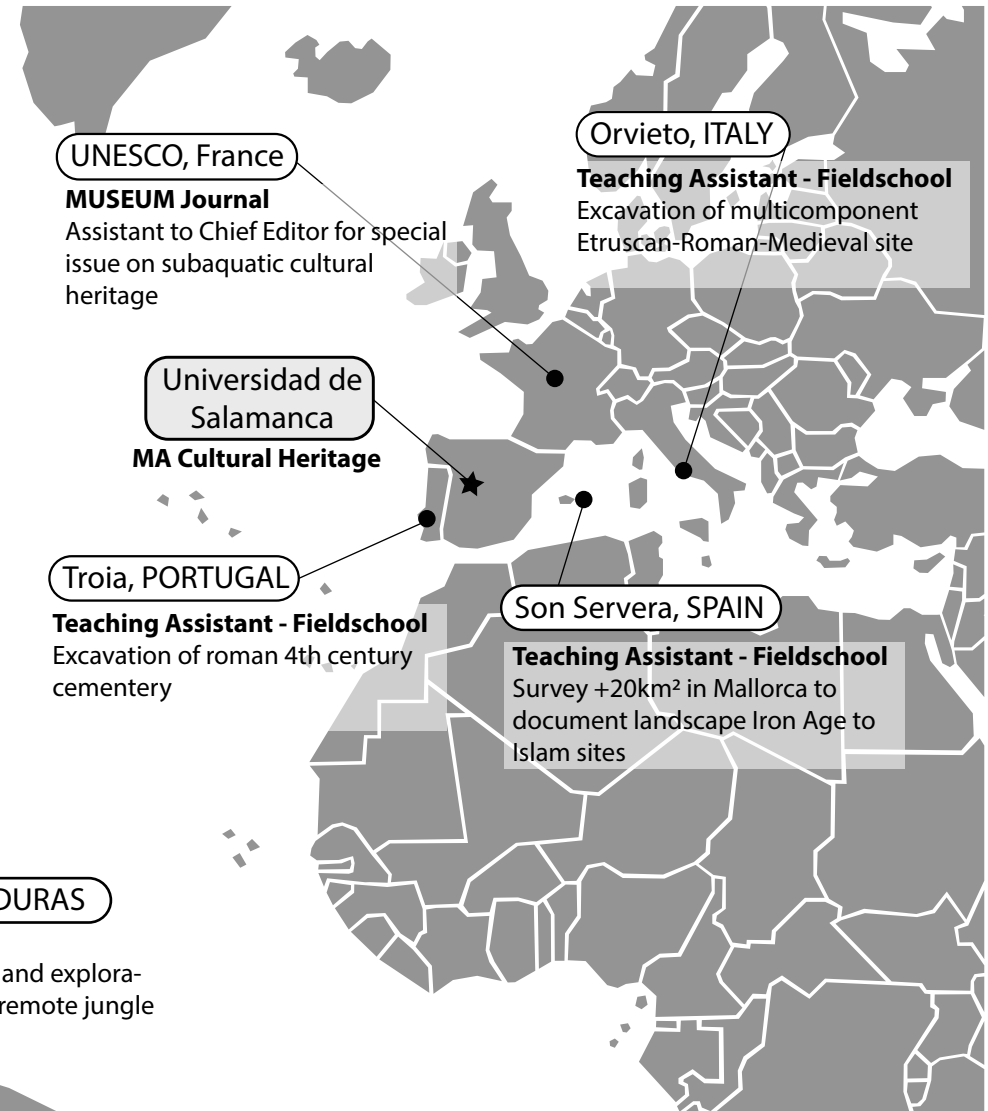 UNESCO, France
MUSEUM Journal
Assistant to Chief Editor for special
issue on subaquatic cultural
heritage
Orvieto, ITALY
Teaching Assistant - Fieldschool
Excavation of multicomponent
Etruscan-Roman-Medieval site
Universidad de
Salamanca
MA Cultural Heritage
Troia, PORTUGAL
Teaching Assistant - Fieldschool
Excavation of roman 4th century
cementery
Son Servera, SPAIN
Teaching Assistant - Fieldschool
Survey +20km² in Mallorca to
document landscape Iron Age to
Islam sites
DURAS
and explora-
remote jungle